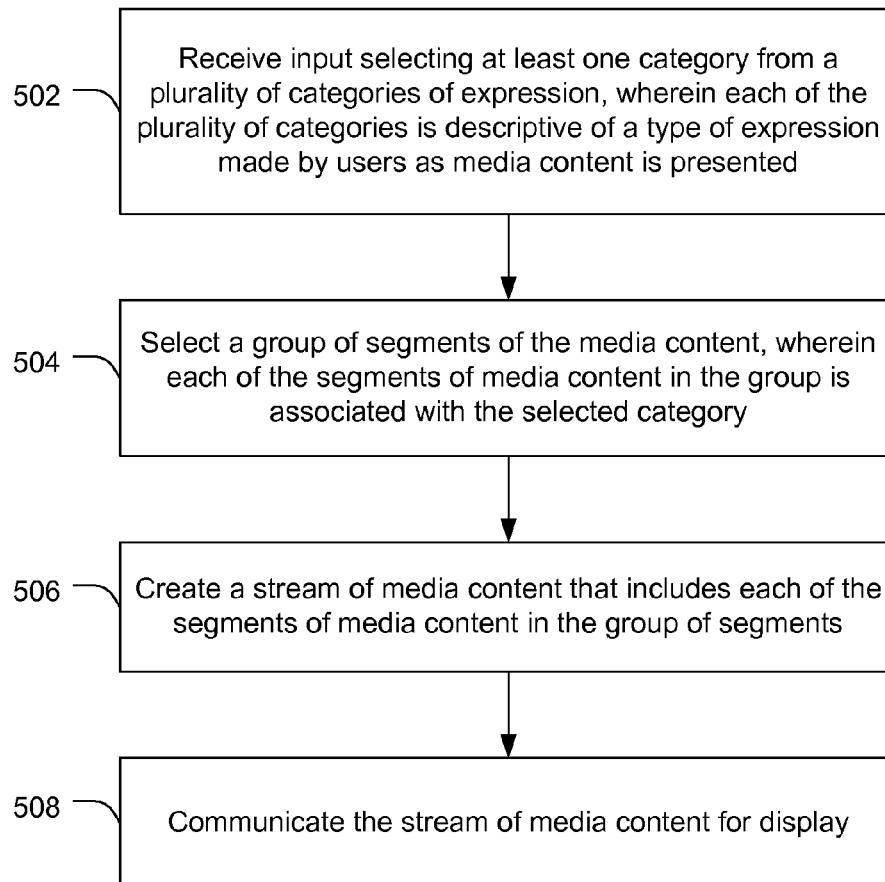 Receive input selecting at least one category from a
502
plurality of categories of expression, wherein each of the
plurality of categories is descriptive of a type of expression
made by users as media content is presented
504
Select a group of segments of the media content, wherein
each of the segments of media content in the group is
associated with the selected category
506
Create a stream of media content that includes each of the
segments of media content in the group of segments
508
Communicate the stream of media content for display